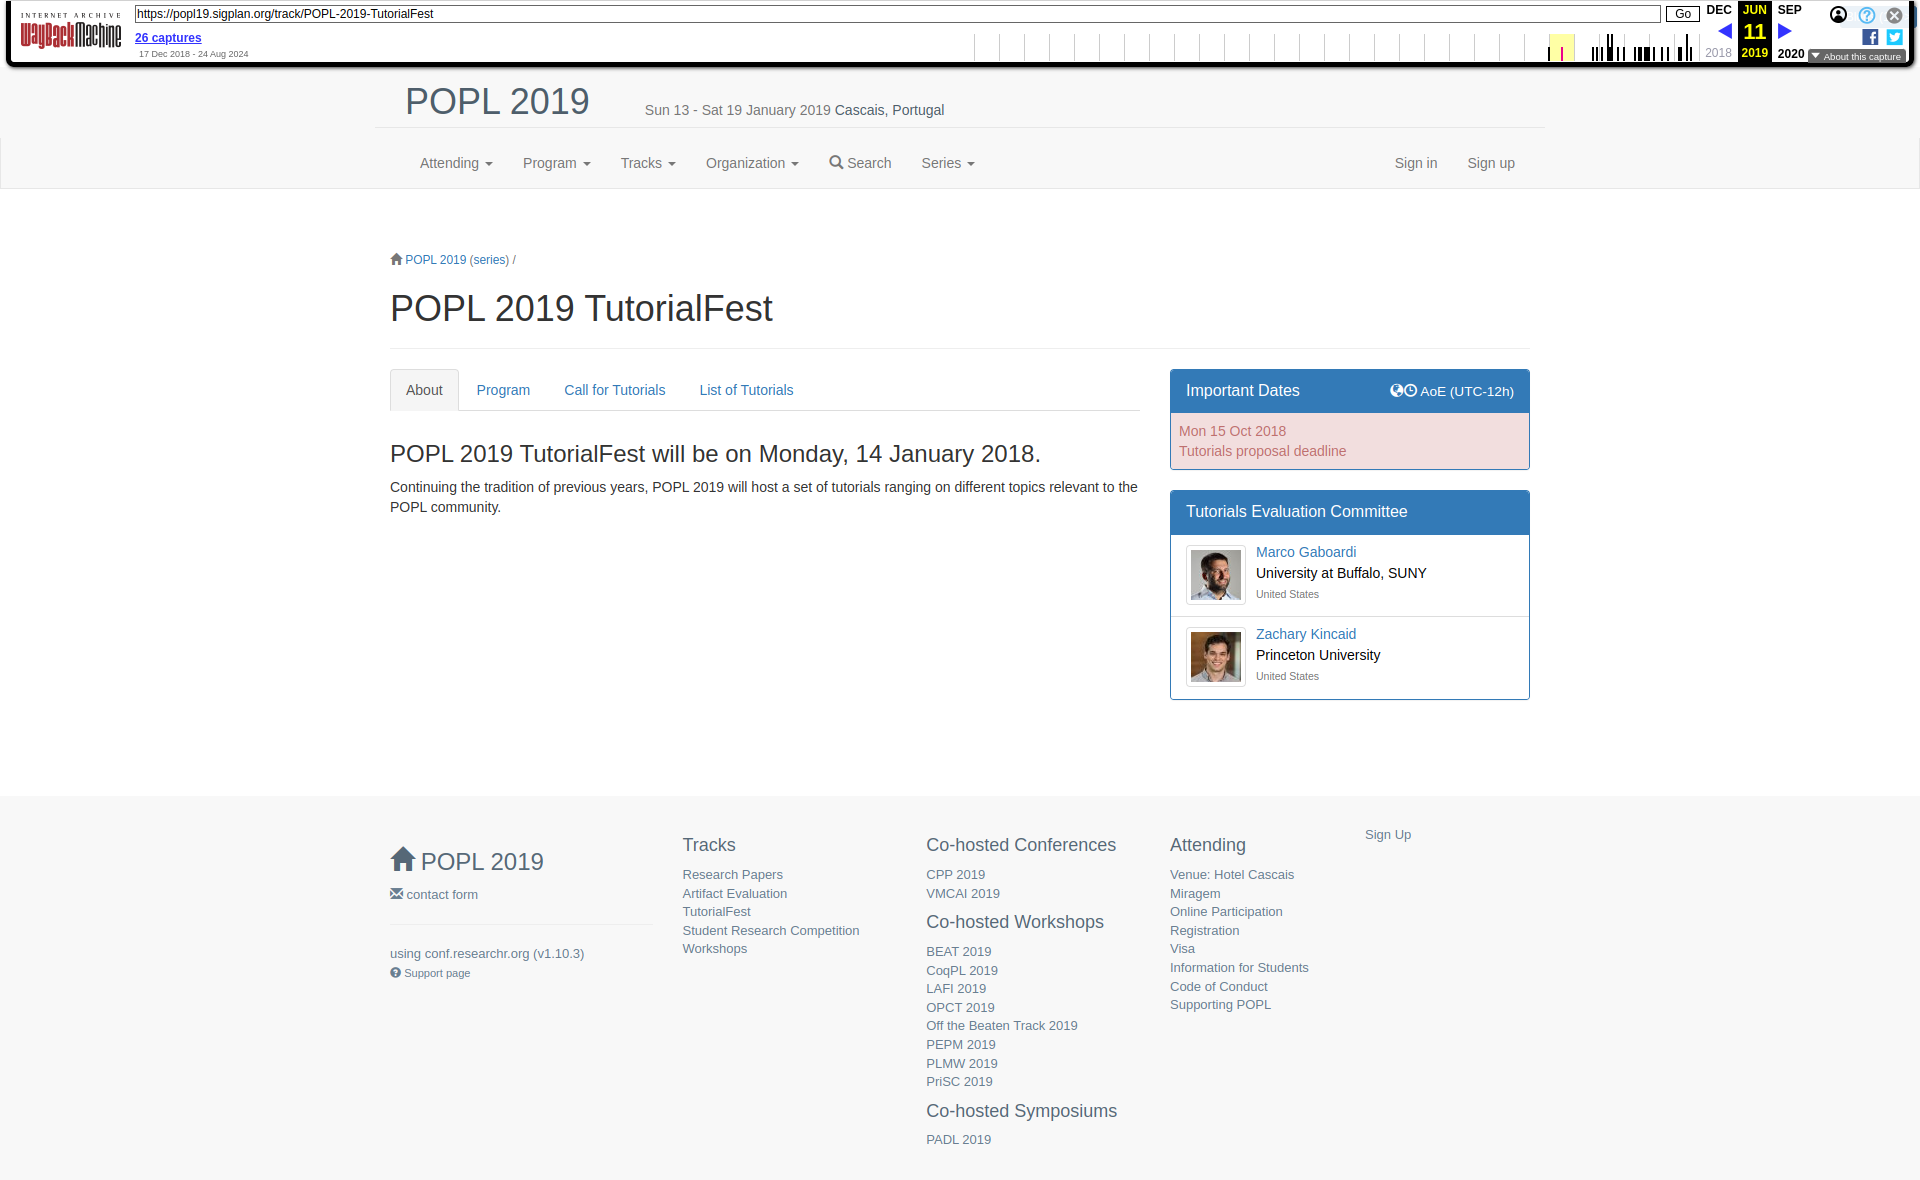 INTERNET ARCHIVE
WayBackMachine
https://popl19.sigplan.org/track/POPL-2019-TutorialFest
Go
26 captures
17 Dec 2018 - 24 Aug 2024
DEC JUN SEP
11
2018 2019 2020
About this capture
POPL 2019
Sun 13 - Sat 19 January 2019 Cascais, Portugal
Attending Program Tracks Organization Search Series Sign in Sign up
POPL 2019 (series) /
POPL 2019 TutorialFest
About Program Call for Tutorials List of Tutorials
POPL 2019 TutorialFest will be on Monday, 14 January 2018.
Continuing the tradition of previous years, POPL 2019 will host a set of tutorials ranging on different topics relevant to the
POPL community.
Important Dates AoE (UTC-12h)
Mon 15 Oct 2018
Tutorials proposal deadline
Tutorials Evaluation Committee
Marco Gaboardi
University at Buffalo, SUNY
United States
Zachary Kincaid
Princeton University
United States
POPL 2019
contact form
using conf.researchr.org (v1.10.3)
Support page
Tracks
Research Papers
Artifact Evaluation
TutorialFest
Student Research Competition
Workshops
Co-hosted Conferences
CPP 2019
VMCAI 2019
Co-hosted Workshops
BEAT 2019
CoqPL 2019
LAFI 2019
OPCT 2019
Off the Beaten Track 2019
PEPM 2019
PLMW 2019
PriSC 2019
Co-hosted Symposiums
PADL 2019
Attending
Venue: Hotel Cascais
Miragem
Online Participation
Registration
Visa
Information for Students
Code of Conduct
Supporting POPL
Sign Up